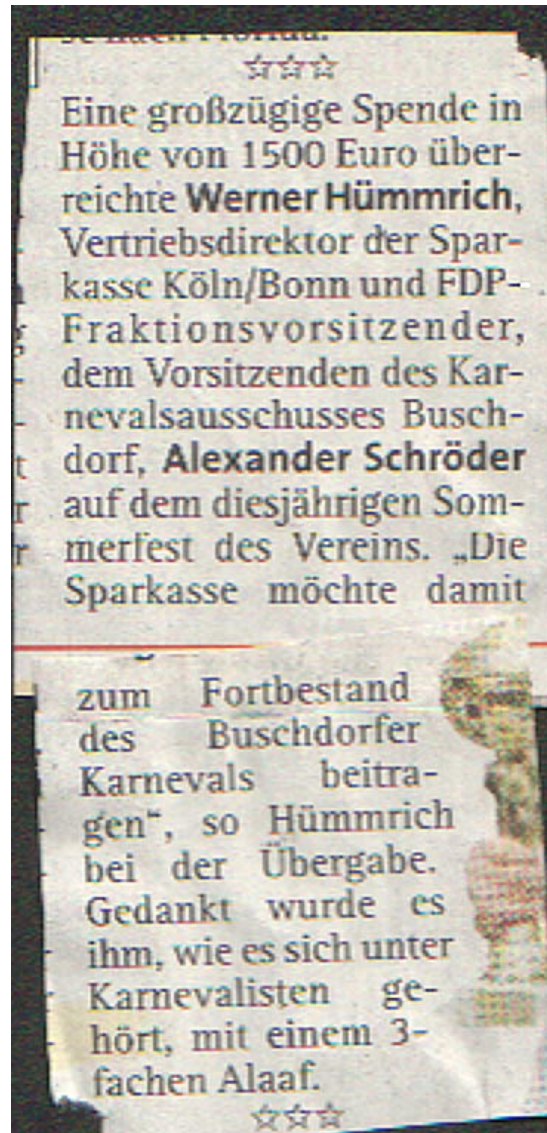 ☆☆☆
Eine großzügige Spende in
Höhe von 1500 Euro über-
reichte Werner Hümmrich,
Vertriebsdirektor der Spar-
kasse Köln/Bonn und FDP-
Fraktionsvorsitzender,
dem Vorsitzenden des Kar-
nevalsausschusses Busch-
dorf, Alexander Schröder
auf dem diesjährigen Som-
merfest des Vereins. „Die
Sparkasse möchte damit
zum Fortbestand
des Buschdorfer
Karnevals beitra-
gen“, so Hümmrich
bei der Übergabe.
Gedankt wurde es
ihm, wie es sich unter
Karnevalisten ge-
hört, mit einem 3-
fachen Alaaf.
☆☆☆